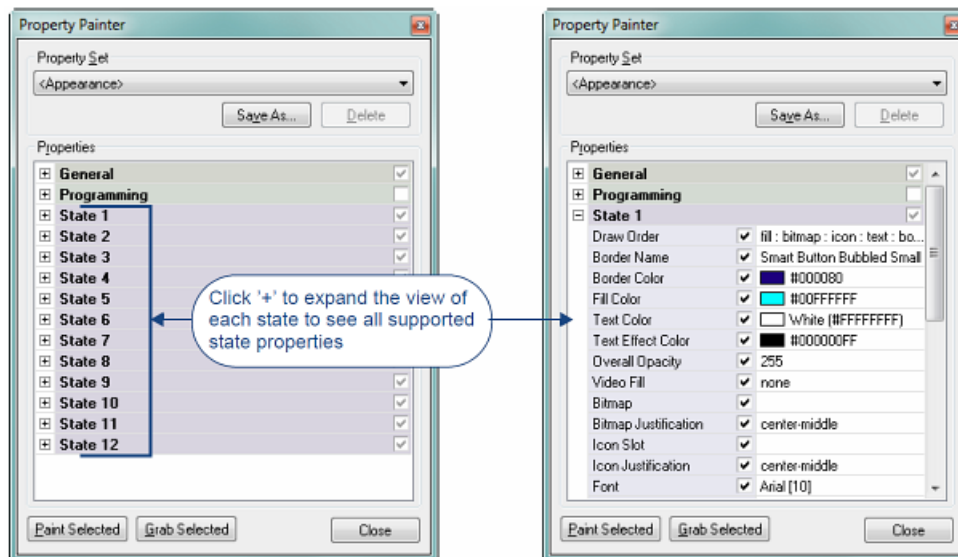 Property Painter
Property Set
<Appearance>
Save As...
Delete
Properties
General
Programming
State 1
State 2
State 3
State 4
State 5
State 6
State 7
State 8
State 9
State 10
State 11
State 12
Paint Selected
Grab Selected
Close
Click '+' to expand the view of
each state to see all supported
state properties
Property Painter
Property Set
<Appearance>
Save As...
Delete
Properties
General
Programming
State 1
Draw Order fill : bitmap : icon : text : bo...
Border Name Smart Button Bubbled Small
Border Color #000080
Fill Color #00FFFFFF
Text Color White (#FFFFFFFF)
Text Effect Color #000000FF
Overall Opacity 255
Video Fill none
Bitmap
Bitmap Justification center-middle
Icon Slot
Icon Justification center-middle
Font Arial [10]
Paint Selected
Grab Selected
Close